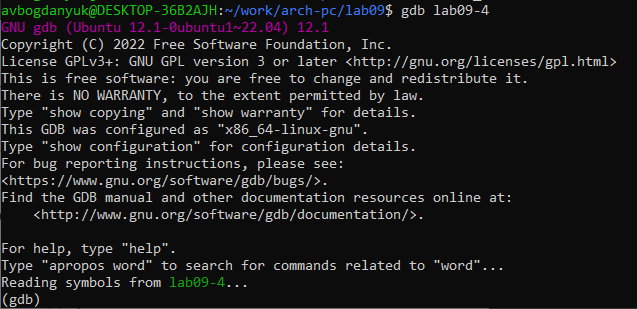 avbogdanyuk@DESKTOP-36B2AJH:~/work/arch-pc/lab09$ gdb lab09-4
GNU gdb (Ubuntu 12.1-0ubuntu1~22.04) 12.1
Copyright (C) 2022 Free Software Foundation, Inc.
License GPLv3+: GNU GPL version 3 or later <http://gnu.org/licenses/gpl.html>
This is free software: you are free to change and redistribute it.
There is NO WARRANTY, to the extent permitted by law.
Type "show copying" and "show warranty" for details.
This GDB was configured as "x86_64-linux-gnu".
Type "show configuration" for configuration details.
For bug reporting instructions, please see:
<https://www.gnu.org/software/gdb/bugs/>.
Find the GDB manual and other documentation resources online at:
    <http://www.gnu.org/software/gdb/documentation/>.

For help, type "help".
Type "apropos word" to search for commands related to "word"...
Reading symbols from lab09-4...
(gdb)